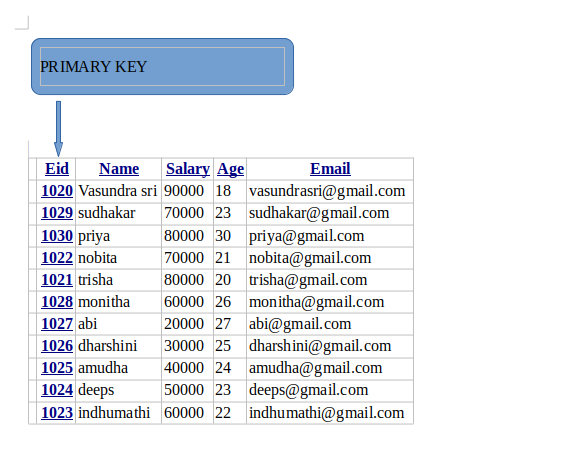 PRIMARY KEY
Eid Name Salary Age Email
1020 Vasundra sri 90000 18 vasundrasri@gmail.com
1029 sudhakar 70000 23 sudhakar@gmail.com
1030 priya 80000 30 priya@gmail.com
1022 nobita 70000 21 nobita@gmail.com
1021 trisha 80000 20 trisha@gmail.com
1028 monitha 60000 26 monitha@gmail.com
1027 abi 20000 27 abi@gmail.com
1026 dharshini 30000 25 dharshini@gmail.com
1025 amudha 40000 24 amudha@gmail.com
1024 deeps 50000 23 deeps@gmail.com
1023 indhumathi 60000 22 indhumathi@gmail.com